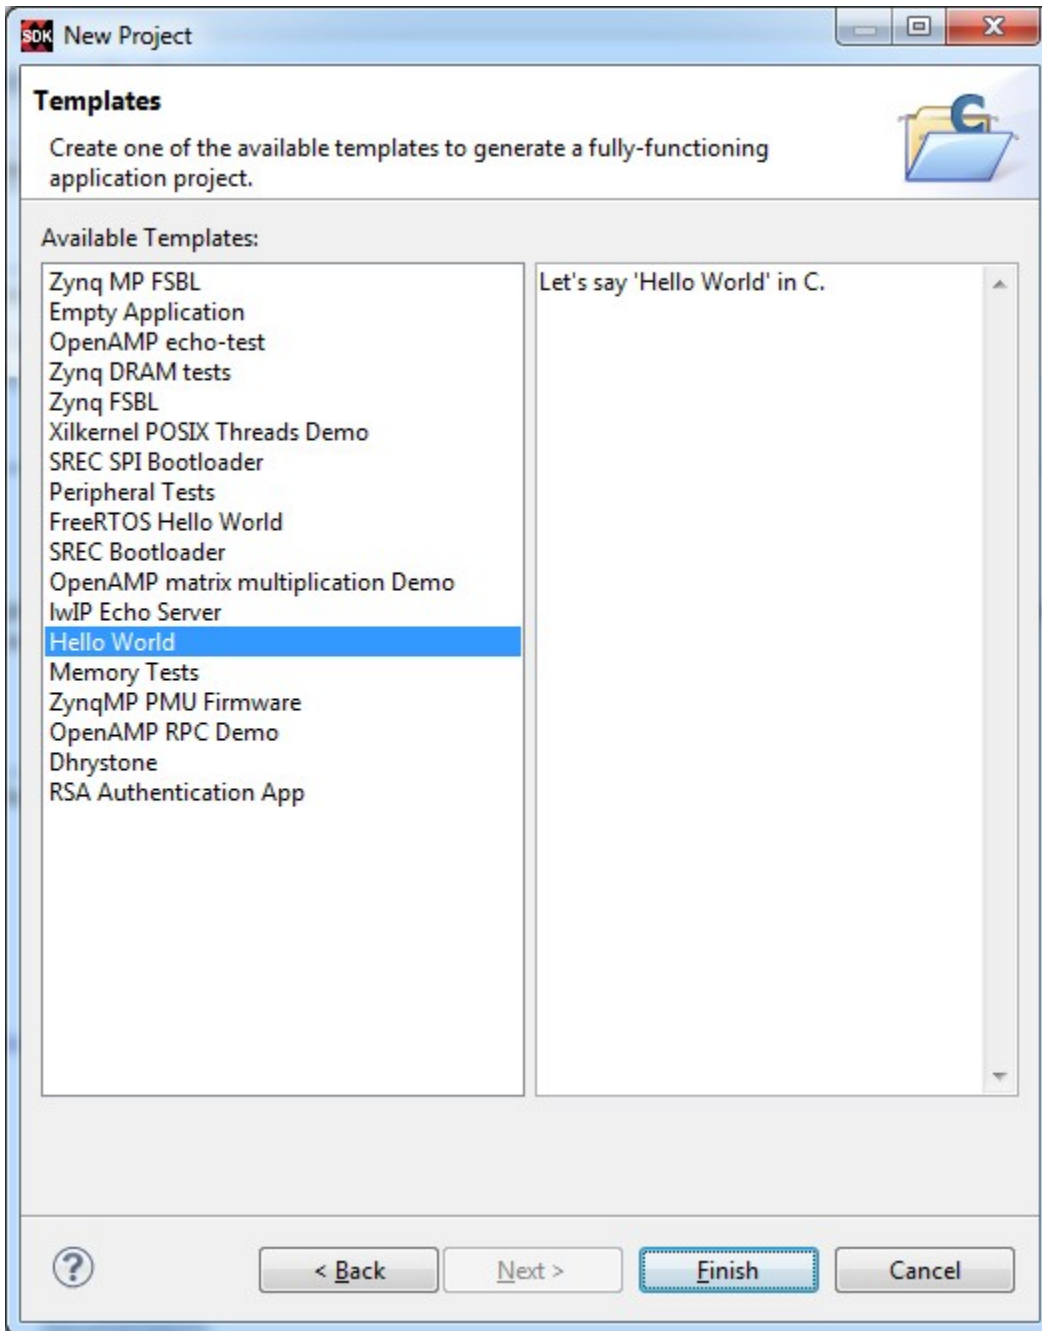 SDK New Project
Templates
Create one of the available templates to generate a fully-functioning
application project.
C
Available Templates:
Zynq MP FSBL
Empty Application
OpenAMP echo-test
Zynq DRAM tests
Zynq FSBL
Xilkernel POSIX Threads Demo
SREC SPI Bootloader
Peripheral Tests
FreeRTOS Hello World
SREC Bootloader
OpenAMP matrix multiplication Demo
lwIP Echo Server
Hello World
Memory Tests
ZynqMP PMU Firmware
OpenAMP RPC Demo
Dhrystone
RSA Authentication App
Let's say 'Hello World' in C.
? < Back Next > Finish Cancel